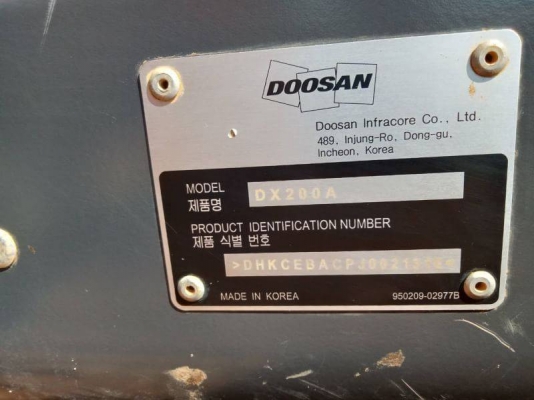 DOOSAN
Doosan Infracore Co., Ltd.
489, Injung-Ro, Dong-gu,
Incheon, Korea
MODEL
제품명
DX200A
PRODUCT IDENTIFICATION NUMBER
제품 식별 번호
MADE IN KOREA
950209-02977B